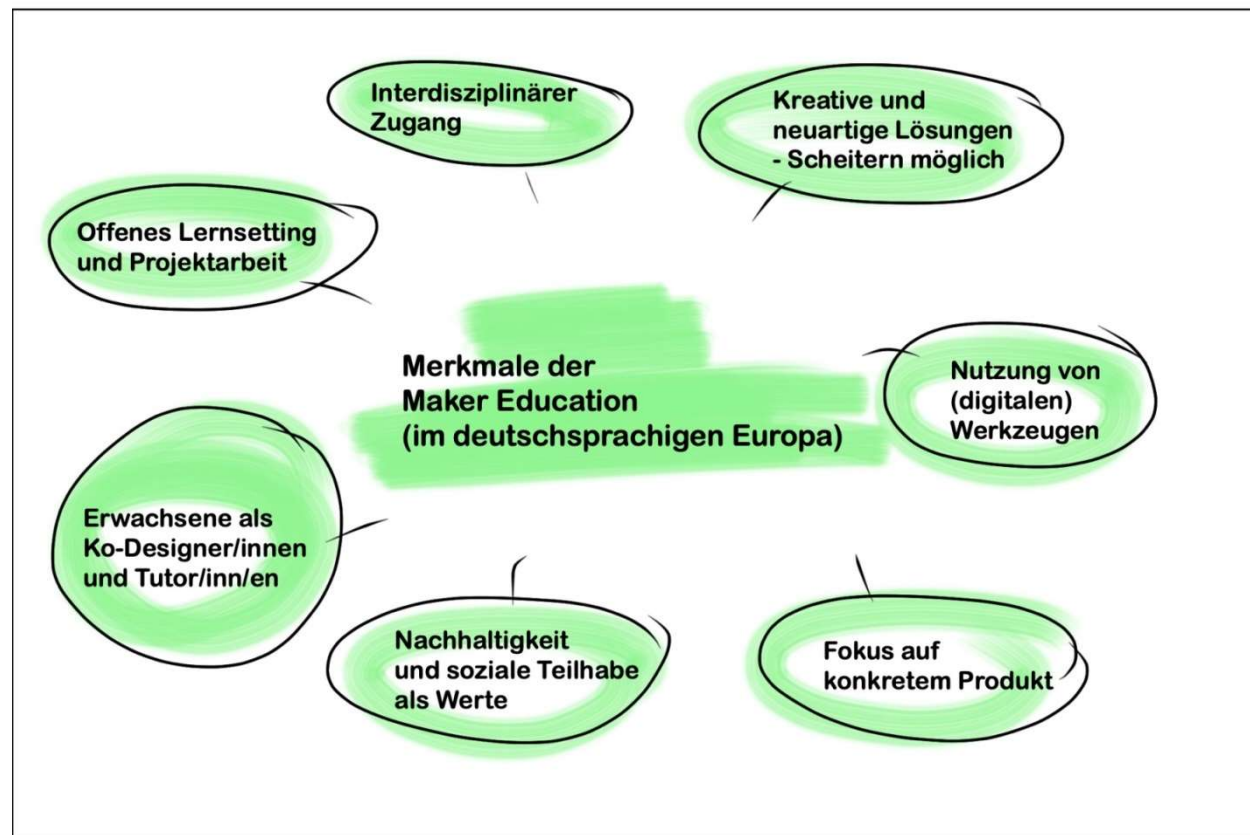 Interdisziplinärer
Zugang
Kreative und
neuartige Lösungen
- Scheitern möglich
Offenes Lernsetting
und Projektarbeit
Merkmale der
Maker Education
(im deutschsprachigen Europa)
Nutzung von
(digitalen)
Werkzeugen
Erwachsene als
Ko-Designer/innen
und Tutor/inn/en
Nachhaltigkeit
und soziale Teilhabe
als Werte
Fokus auf
konkretem Produkt